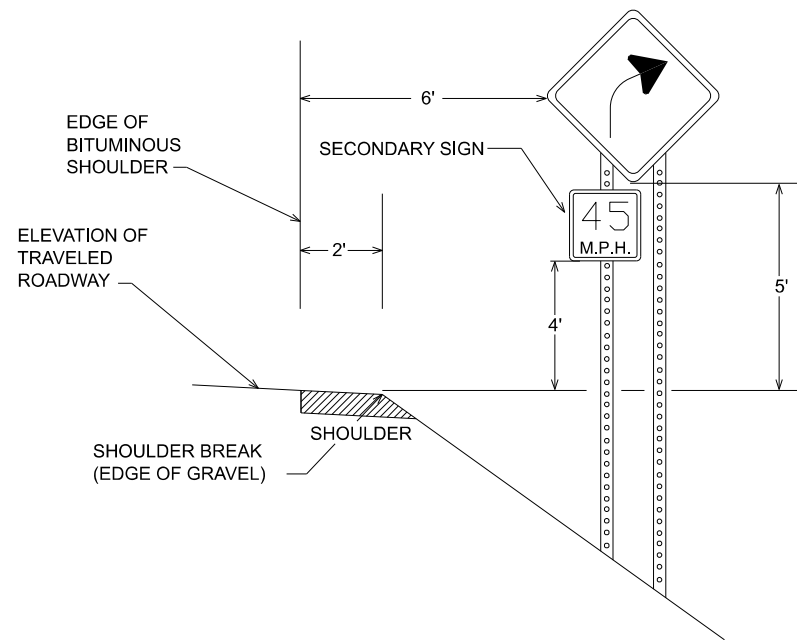 6'
EDGE OF
BITUMINOUS
SHOULDER
SECONDARY SIGN
45
M.P.H.
ELEVATION OF
TRAVELED
ROADWAY
2'
5'
4'
SHOULDER
SHOULDER BREAK
(EDGE OF GRAVEL)